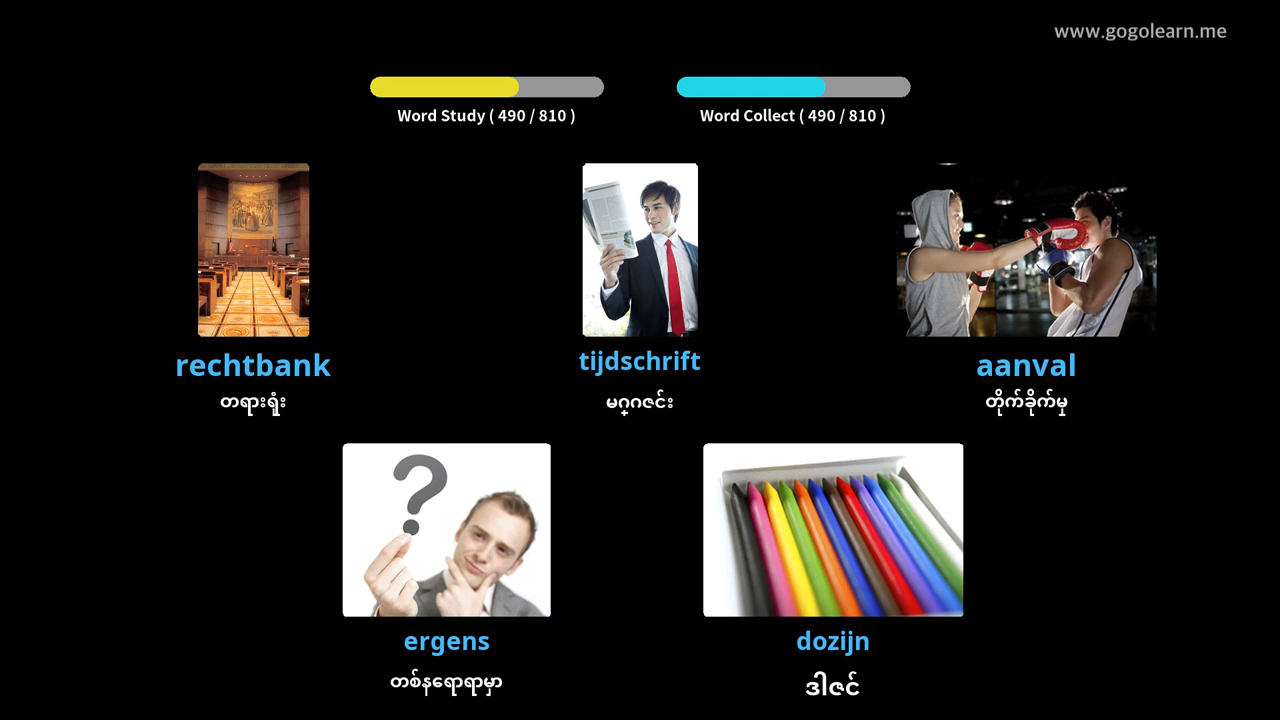 www.gogolearn.me
Word Study ( 490 / 810 )
Word Collect ( 490 / 810 )
rechtbank
tijdschrift
aanval
တရားရုံး
မဂ္ဂဇင်း
တိုက်ခိုက်မှု
ergens
dozijn
တစ်နေရာရာမှာ
ဒါဇင်